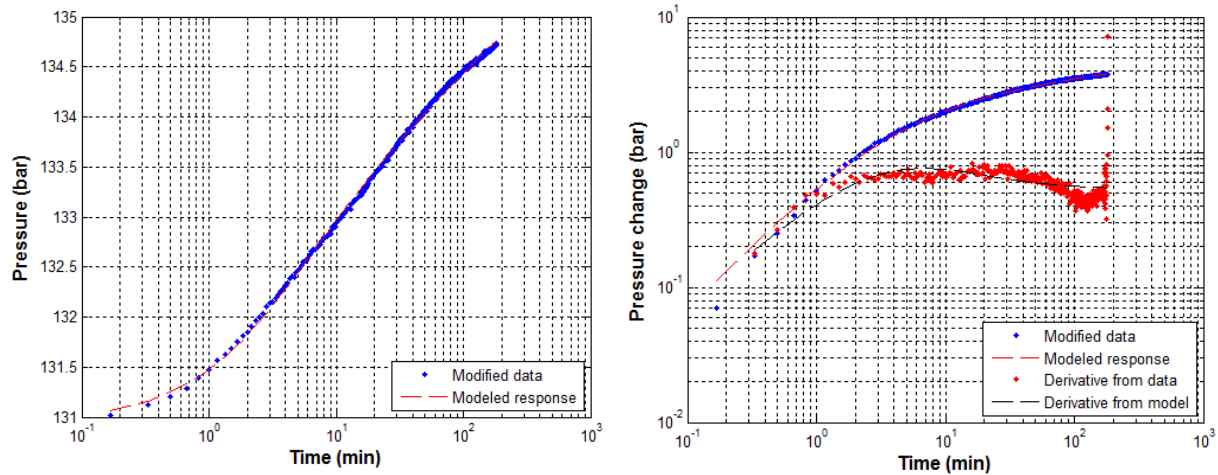 135
134.5
134
133.5
133
132.5
132
131.5
131
Pressure (bar)
10^-1
10^0
10^1
10^2
10^3
Time (min)
Modified data
Modeled response
10^1
10^0
10^-1
10^-2
Pressure change (bar)
10^-1
10^0
10^1
10^2
10^3
Time (min)
Modified data
Modeled response
Derivative from data
Derivative from model